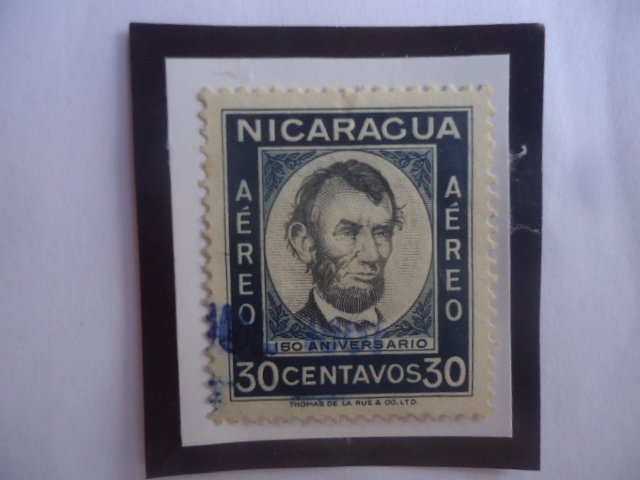 NICARAGUA
AÉREO
AÉREO
150 ANIVERSARIO
30 CENTAVOS 30
THOMAS DE LA RUE & CO. LTD.